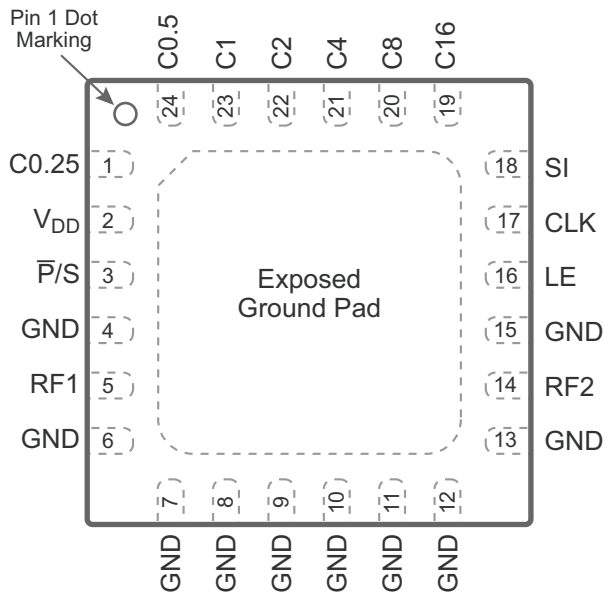 Pin 1 Dot
Marking
C0.5 C1 C2 C4 C8 C16
24 23 22 21 20 19
C0.25 1 18 SI
V_DD 2 17 CLK
P̅/S 3 16 LE
Exposed
Ground Pad
GND 4 15 GND
RF1 5 14 RF2
GND 6 13 GND
7 8 9 10 11 12
GND GND GND GND GND GND